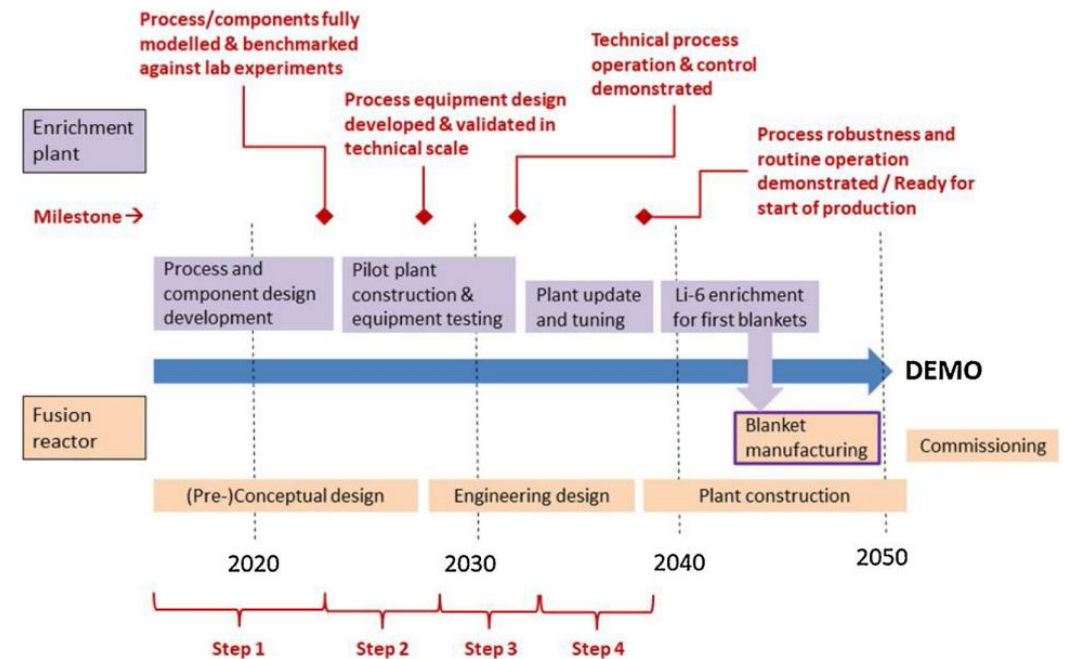 Process/components fully
modelled & benchmarked
against lab experiments
Technical process
operation & control
demonstrated
Process equipment design
developed & validated in
technical scale
Enrichment
plant
Process robustness and
routine operation
demonstrated / Ready for
start of production
Milestone →
Process and
component design
development
Pilot plant
construction &
equipment testing
Plant update
and tuning
Li-6 enrichment
for first blankets
DEMO
Fusion
reactor
Blanket
manufacturing
Commissioning
(Pre-)Conceptual design
Engineering design
Plant construction
2020
2030
2040
2050
Step 1
Step 2
Step 3
Step 4